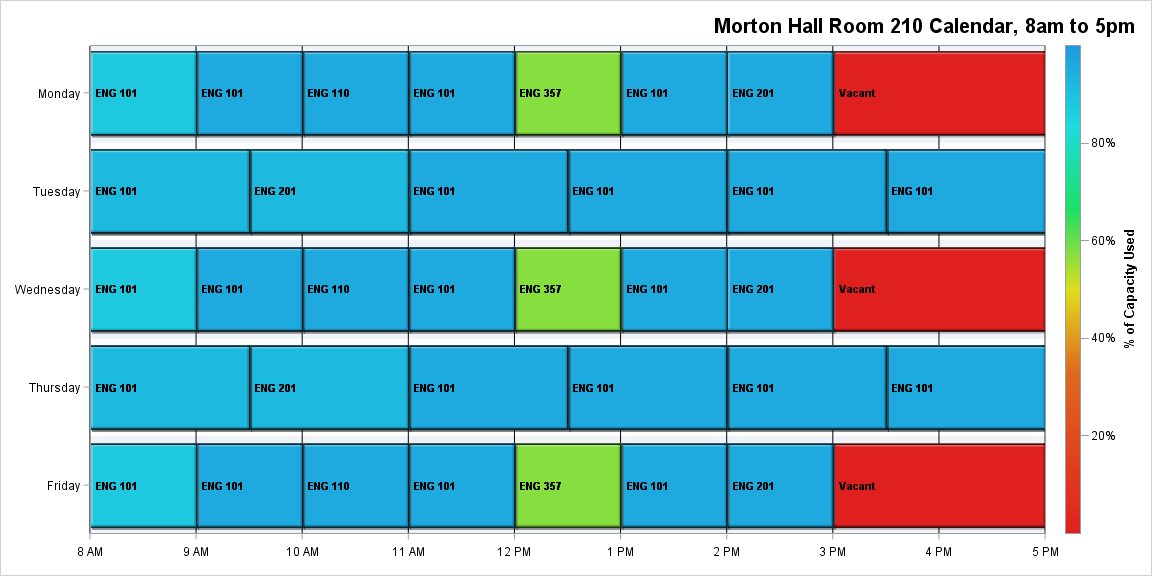 Morton Hall Room 210 Calendar, 8am to 5pm
Monday
ENG 101
ENG 101
ENG 110
ENG 101
ENG 357
ENG 101
ENG 201
Vacant
Tuesday
ENG 101
ENG 201
ENG 101
ENG 101
ENG 101
ENG 101
Wednesday
ENG 101
ENG 101
ENG 110
ENG 101
ENG 357
ENG 101
ENG 201
Vacant
Thursday
ENG 101
ENG 201
ENG 101
ENG 101
ENG 101
ENG 101
Friday
ENG 101
ENG 101
ENG 110
ENG 101
ENG 357
ENG 101
ENG 201
Vacant
8 AM
9 AM
10 AM
11 AM
12 PM
1 PM
2 PM
3 PM
4 PM
5 PM
80%
60%
40%
20%
% of Capacity Used